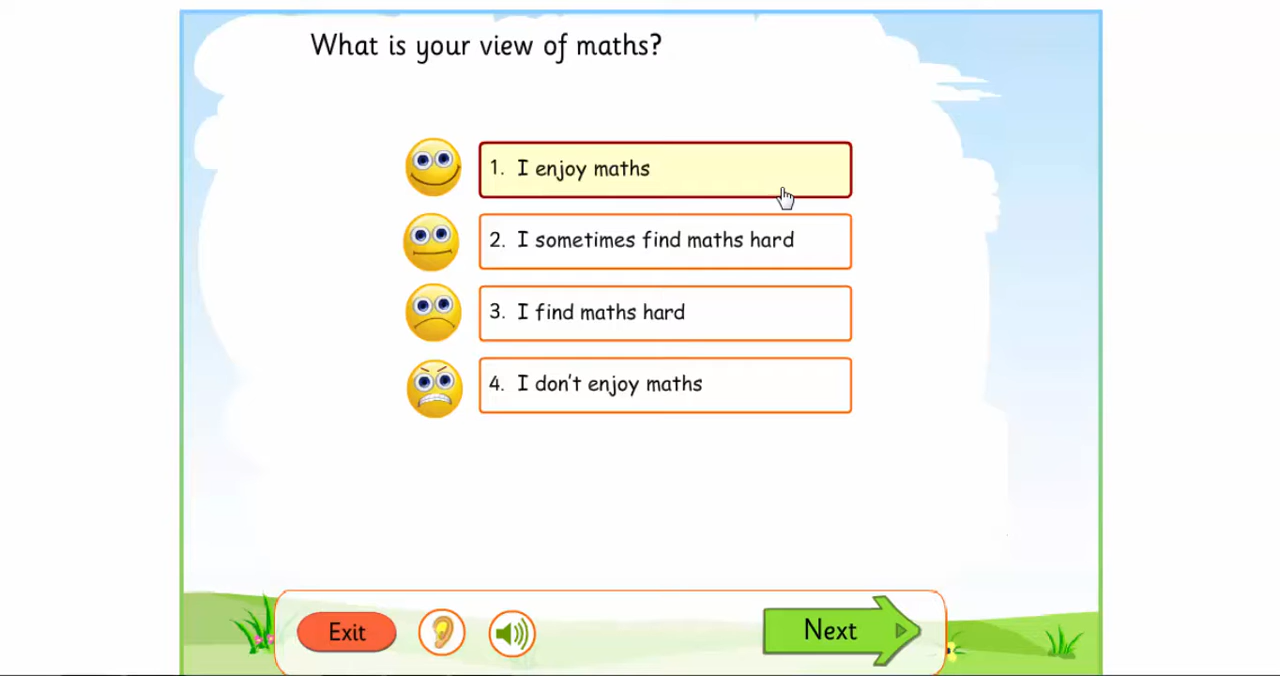 What is your view of maths?
1. I enjoy maths
2. I sometimes find maths hard
3. I find maths hard
4. I don't enjoy maths
Exit
Next